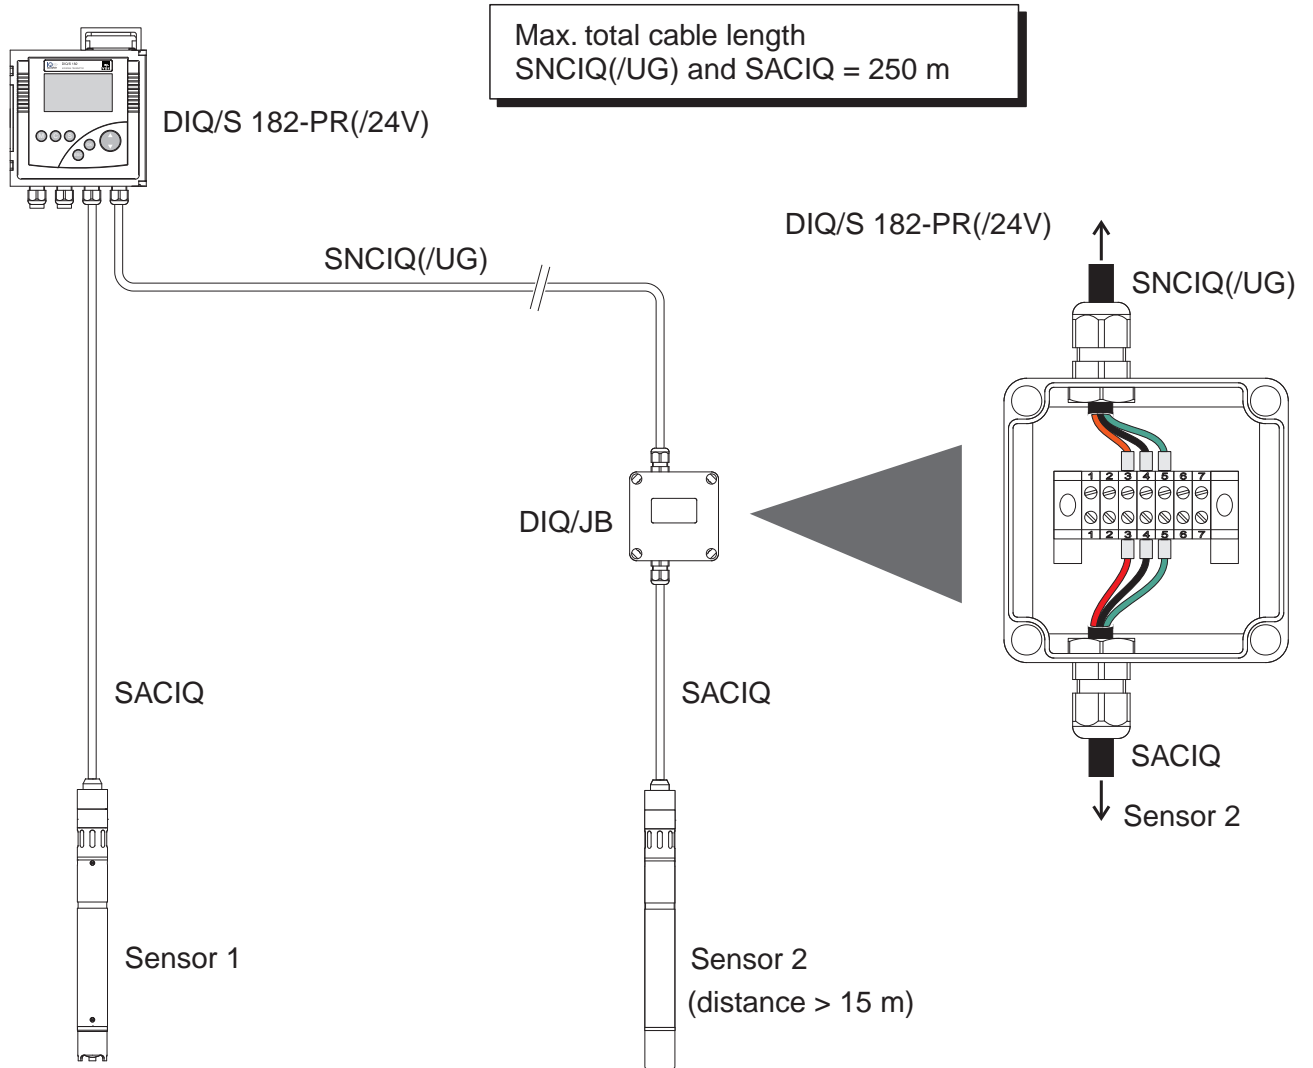 Max. total cable length
SNCIQ(/UG) and SACIQ = 250 m
DIQ/S 182
DIQ/S 182-PR(/24V)
DIQ/S 182-PR(/24V)
SNCIQ(/UG)
SNCIQ(/UG)
1 2 3 4 5 6 7
DIQ/JB
1 2 3 4 5 6 7
SACIQ
SACIQ
SACIQ
Sensor 2
Sensor 1
Sensor 2
(distance > 15 m)